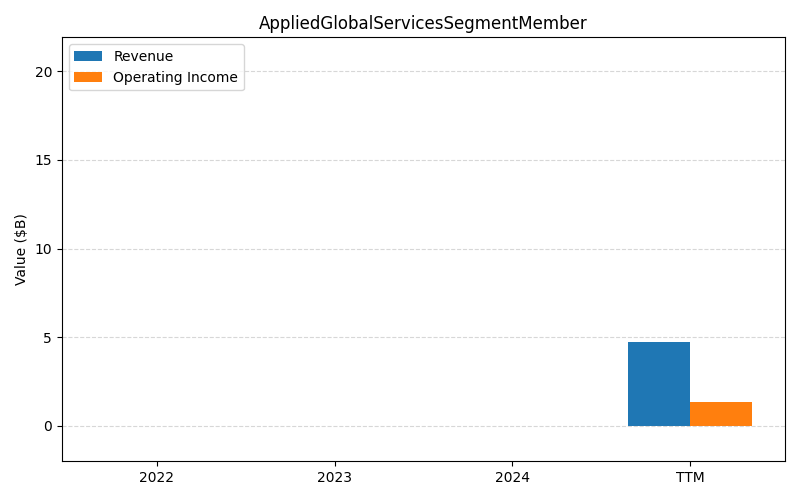 AppliedGlobalServicesSegmentMember
Revenue
Operating Income
Value ($B)
20
15
10
5
0
2022
2023
2024
TTM